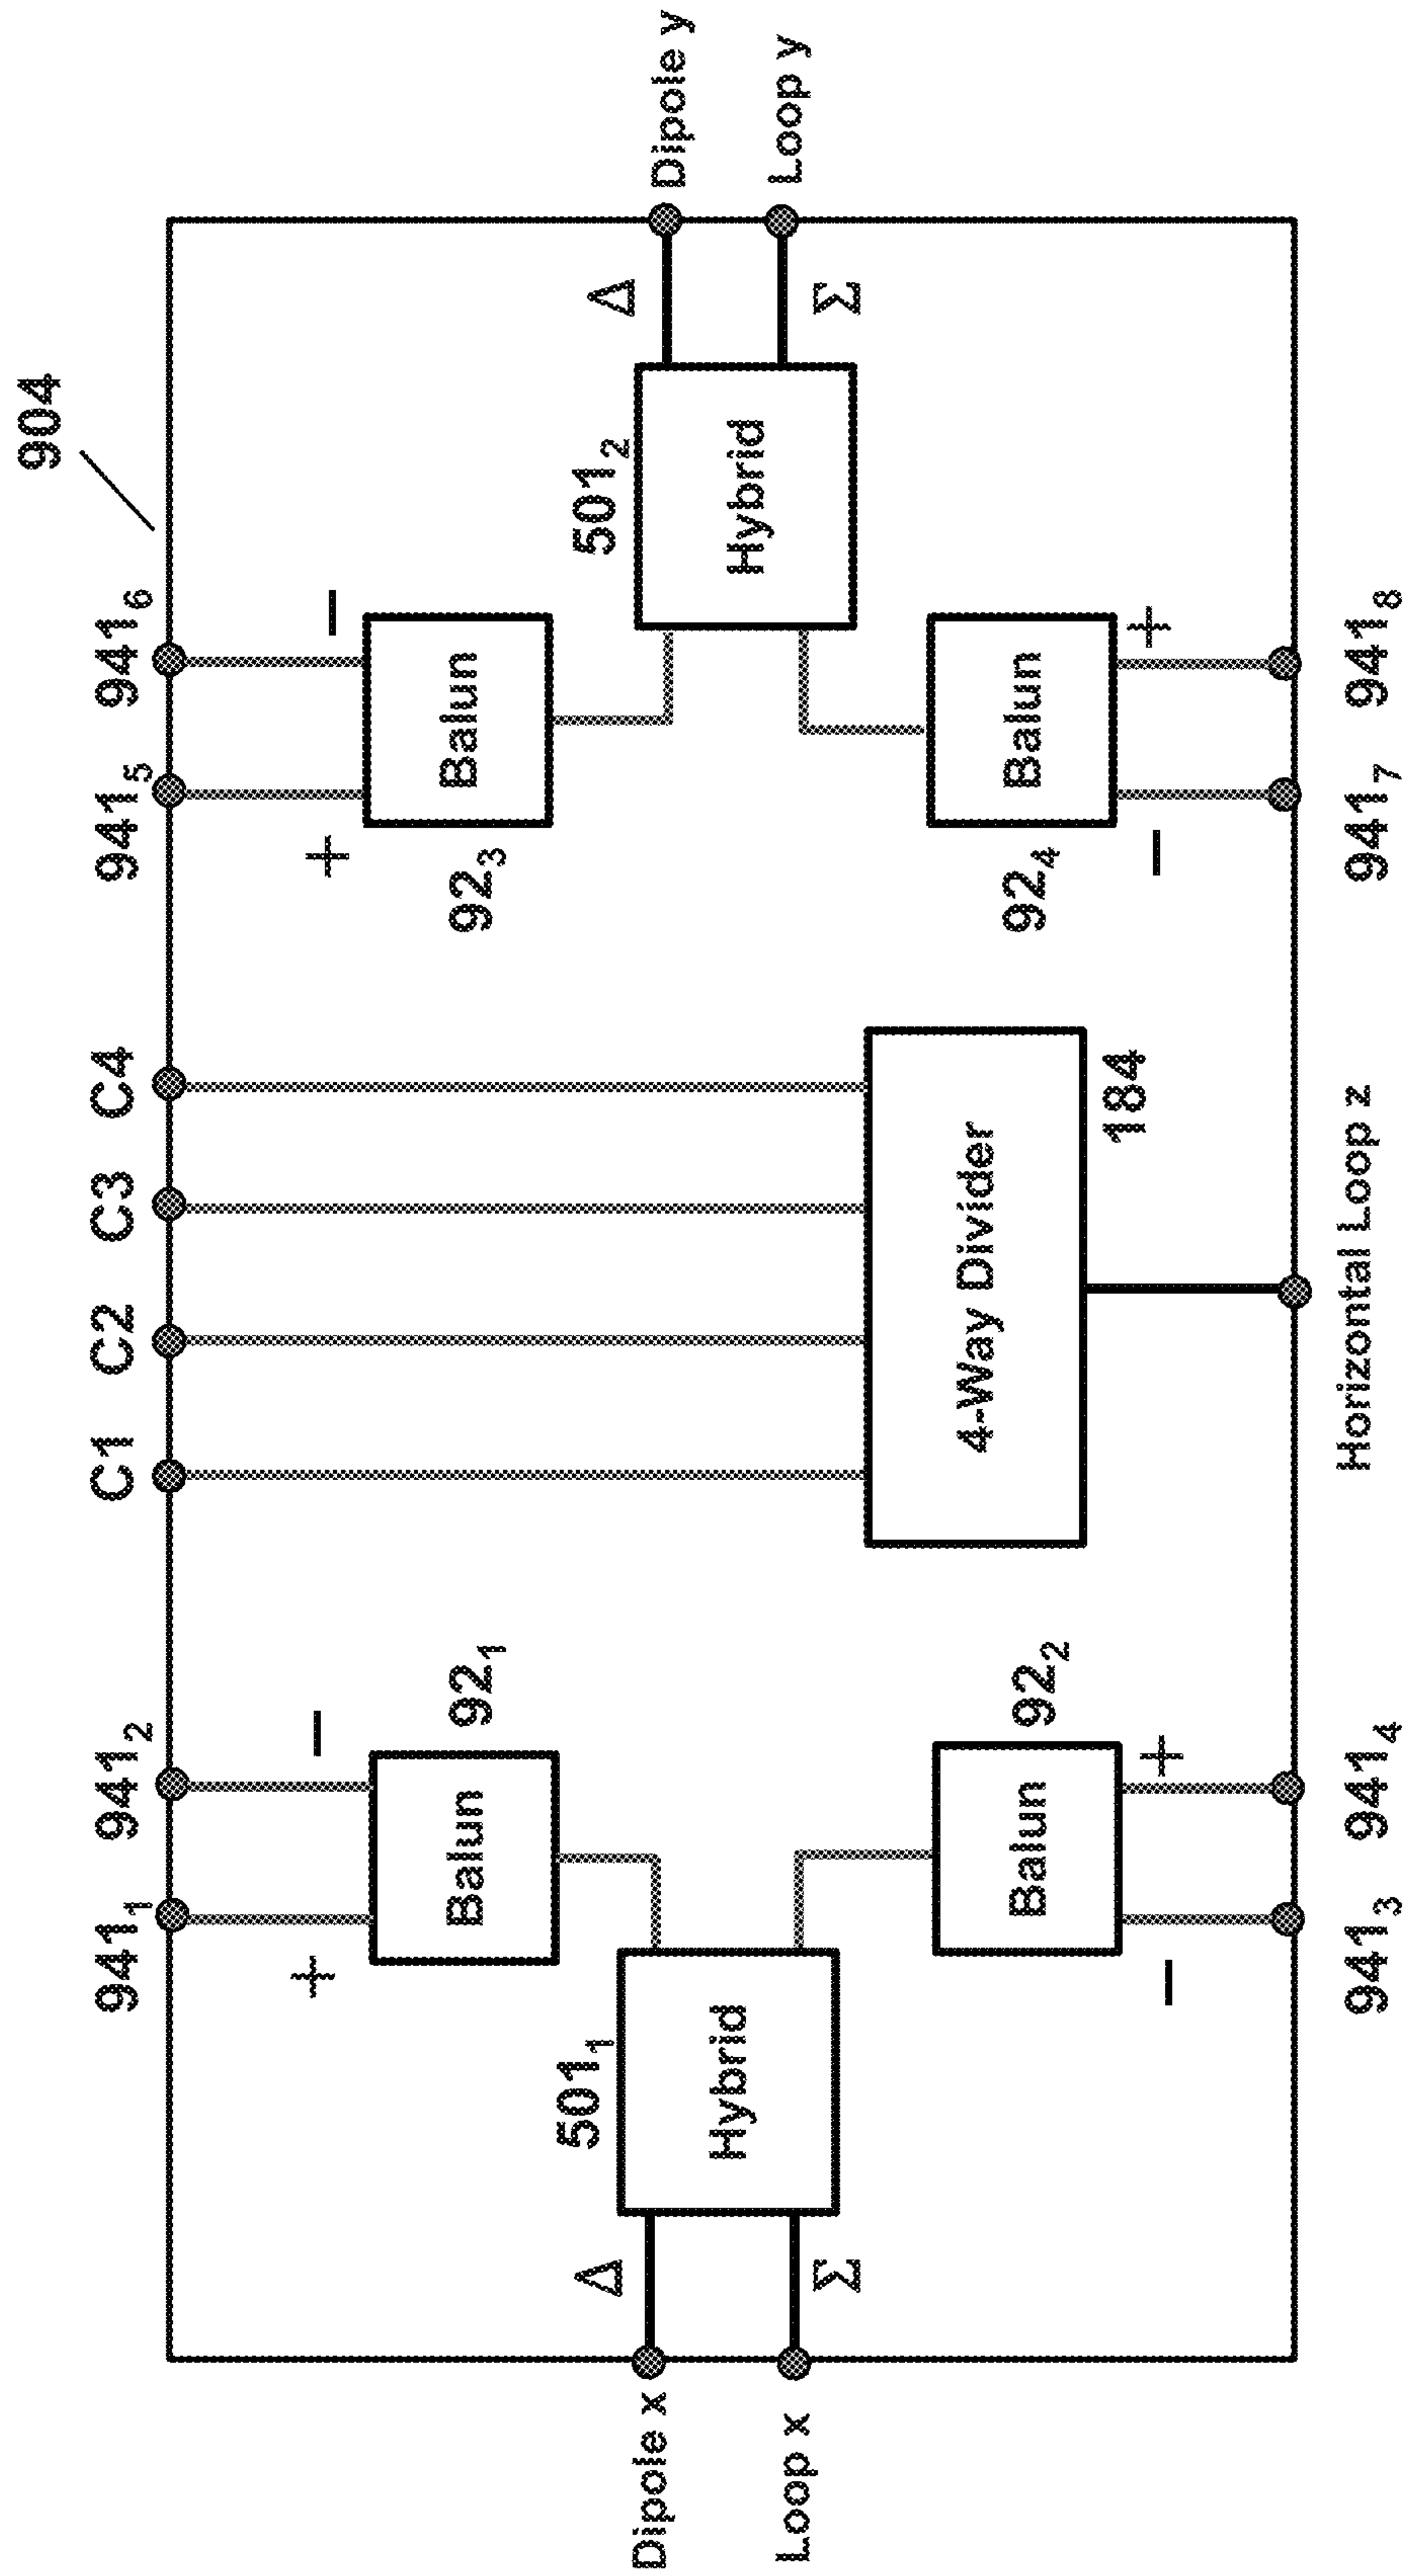 904
941₁ 941₂ C1 C2 C3 C4 941₅ 941₆
+ − + −
Balun 92₁ 92₃ Balun
501₁ 501₂
Dipole x Δ Δ Dipole y
Hybrid Hybrid
Loop x Σ Σ Loop y
4-Way Divider
184
Balun 92₂ 92₄ Balun
− + − +
941₃ 941₄ Horizontal Loop z 941₇ 941₈